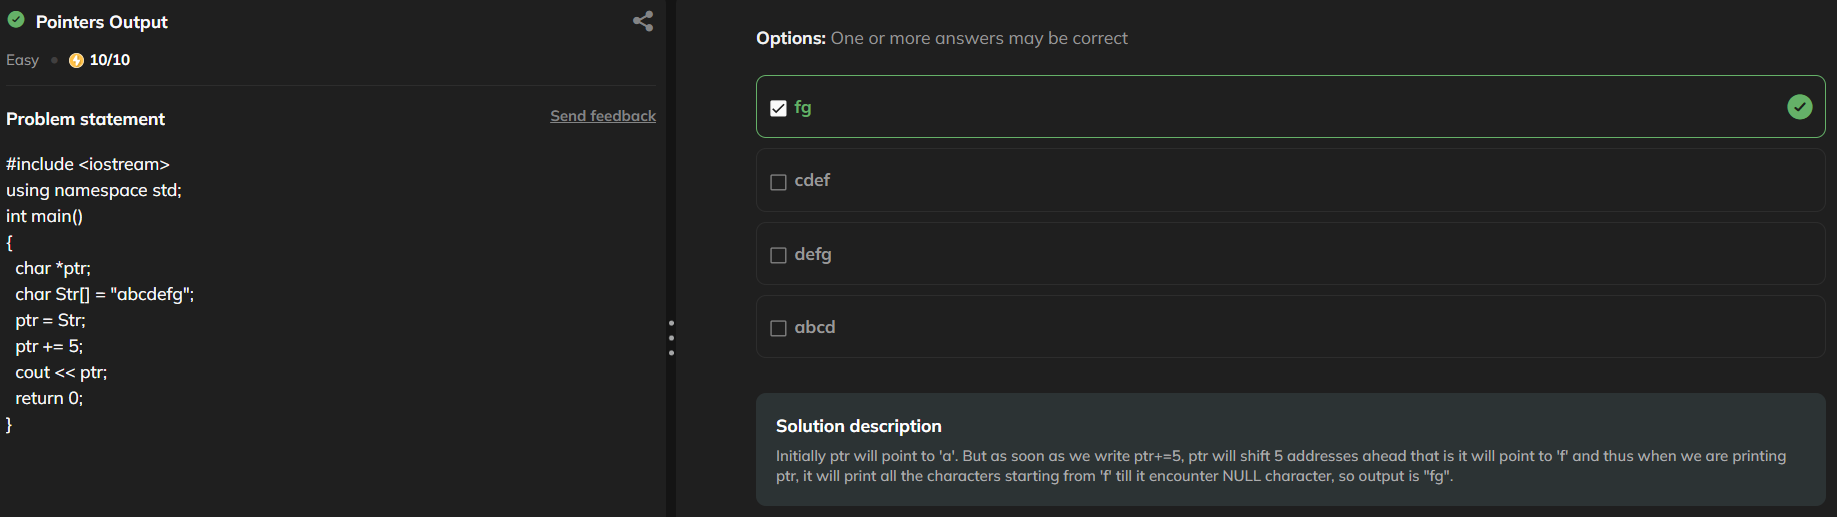 Pointers Output
Easy • 10/10
Problem statement
Send feedback
#include <iostream>
using namespace std;
int main()
{
char *ptr;
char Str[] = "abcdefg";
ptr = Str;
ptr += 5;
cout << ptr;
return 0;
}
Options: One or more answers may be correct
fg
cdef
defg
abcd
Solution description
Initially ptr will point to 'a'. But as soon as we write ptr+=5, ptr will shift 5 addresses ahead that is it will point to 'f' and thus when we are printing
ptr, it will print all the characters starting from 'f' till it encounter NULL character, so output is "fg".